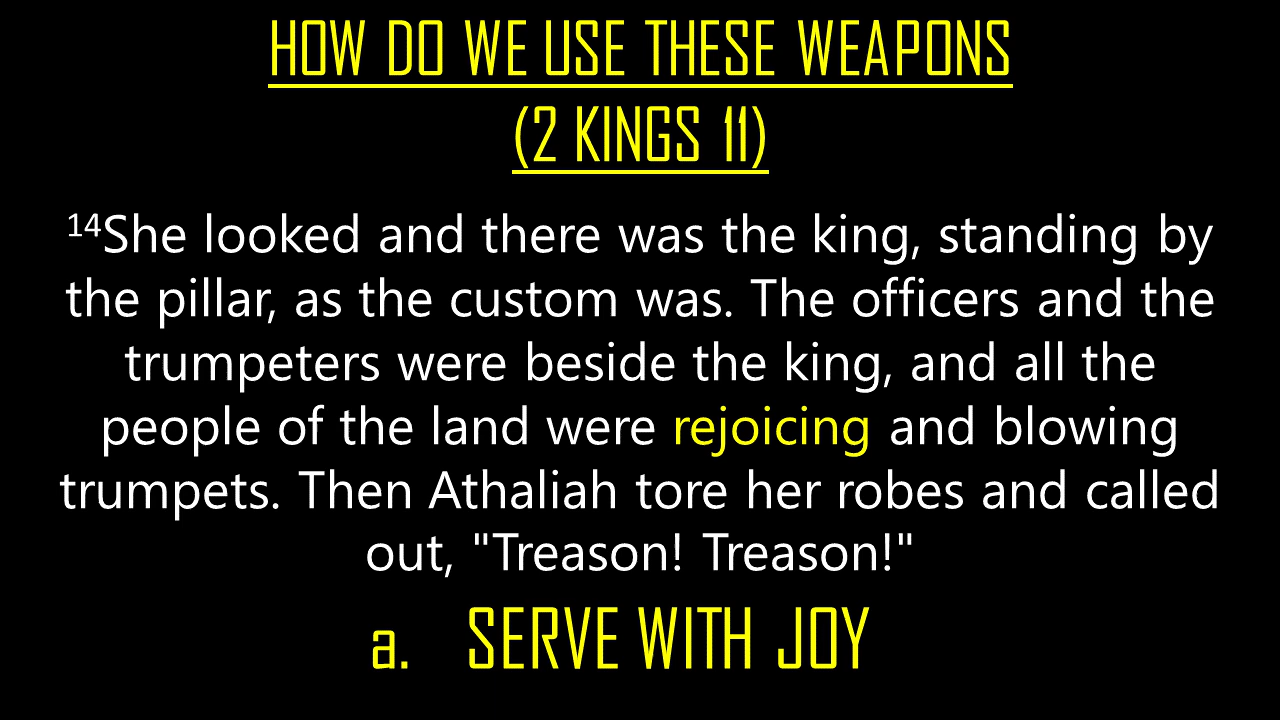 HOW DO WE USE THESE WEAPONS
(2 KINGS 11)
14She looked and there was the king, standing by
the pillar, as the custom was. The officers and the
trumpeters were beside the king, and all the
people of the land were rejoicing and blowing
trumpets. Then Athaliah tore her robes and called
out, "Treason! Treason!"
a. SERVE WITH JOY